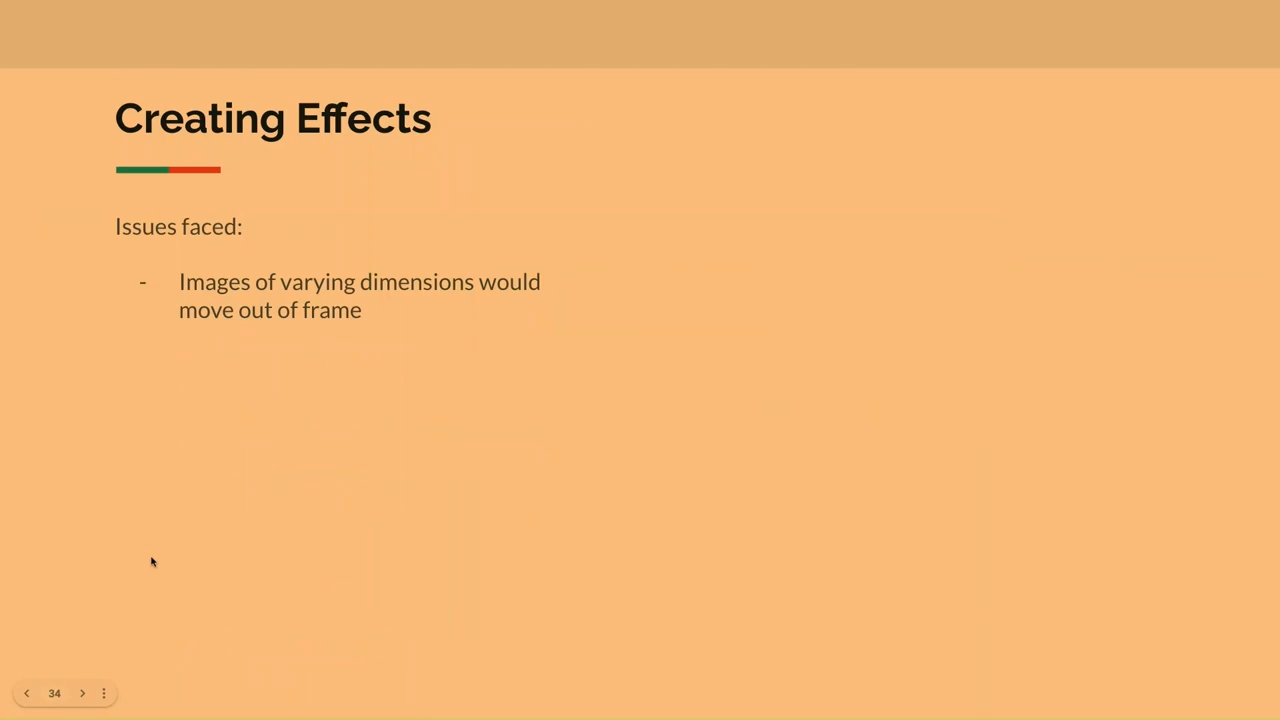 Creating Effects
Issues faced:
- Images of varying dimensions would
move out of frame
34